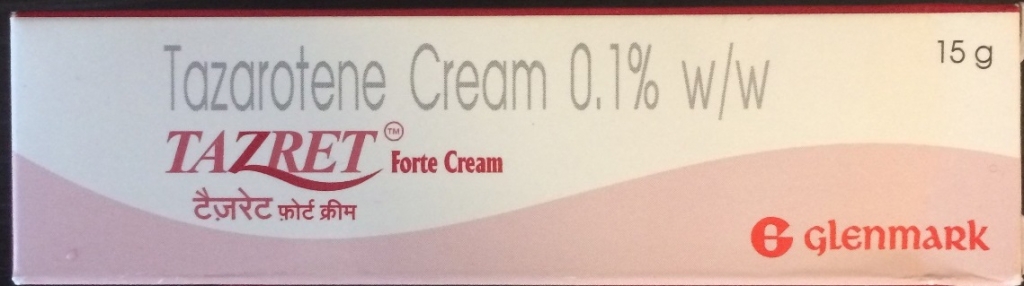 Tazarotene Cream 0.1% w/w
15 g
TAZRET™ Forte Cream
टैज़रेट फ़ोर्ट क्रीम
G glenmark